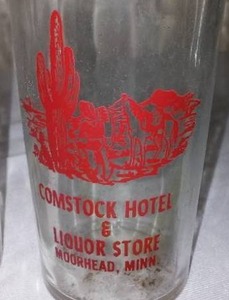 COMSTOCK HOTEL
&
LIQUOR STORE
MOORHEAD, MINN.